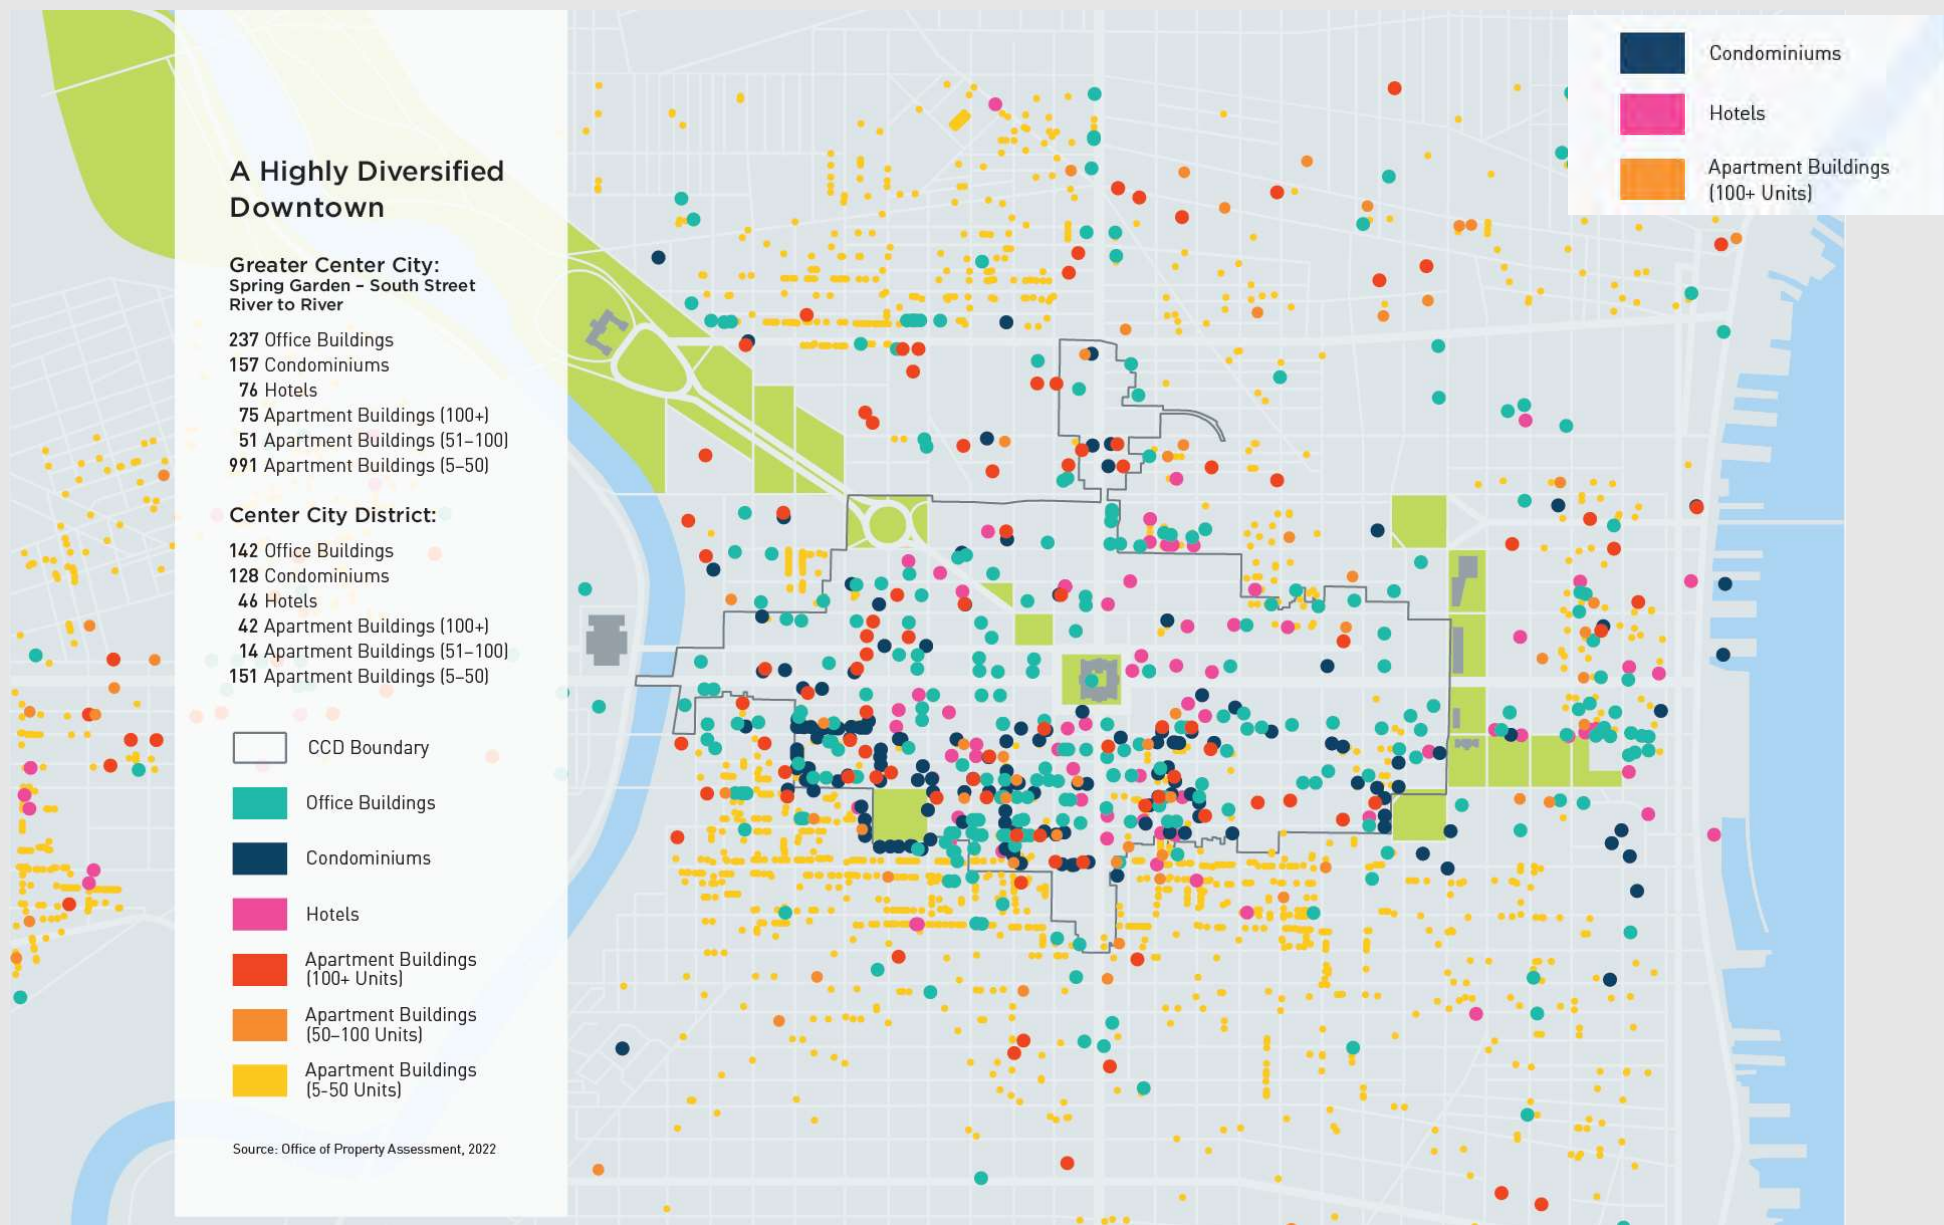 A Highly Diversified
Downtown
Greater Center City:
Spring Garden – South Street
River to River
237 Office Buildings
157 Condominiums
76 Hotels
75 Apartment Buildings (100+)
51 Apartment Buildings (51–100)
991 Apartment Buildings (5–50)
Center City District:
142 Office Buildings
128 Condominiums
46 Hotels
42 Apartment Buildings (100+)
14 Apartment Buildings (51–100)
151 Apartment Buildings (5–50)
CCD Boundary
Office Buildings
Condominiums
Hotels
Apartment Buildings
(100+ Units)
Apartment Buildings
(50–100 Units)
Apartment Buildings
(5-50 Units)
Source: Office of Property Assessment, 2022
Condominiums
Hotels
Apartment Buildings
(100+ Units)